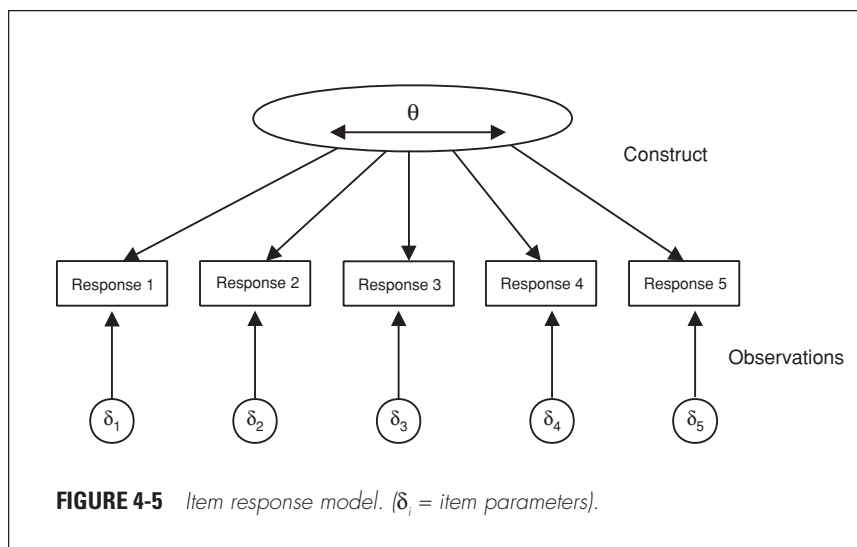 θ
Construct
Response 1 Response 2 Response 3 Response 4 Response 5
Observations
δ1 δ2 δ3 δ4 δ5
FIGURE 4-5 Item response model. (δi = item parameters).